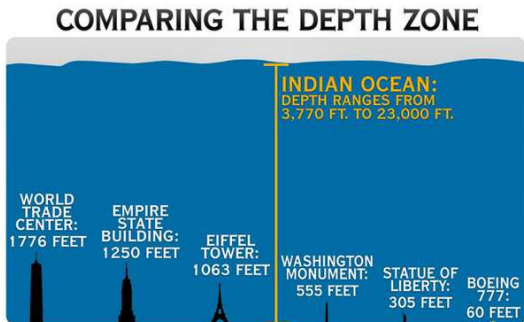 COMPARING THE DEPTH ZONE
INDIAN OCEAN:
DEPTH RANGES FROM
3,770 FT. TO 23,000 FT.
WORLD
TRADE
CENTER:
1776 FEET
EMPIRE
STATE
BUILDING:
1250 FEET
EIFFEL
TOWER:
1063 FEET
WASHINGTON
MONUMENT:
555 FEET
STATUE OF
LIBERTY:
305 FEET
BOEING
777:
60 FEET